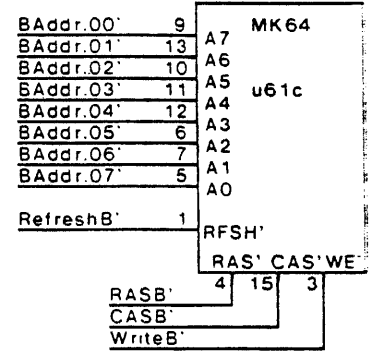 BAddr.00' 9 A7 MK64
BAddr.01' 13 A6
BAddr.02' 10 A5
BAddr.03' 11 A4 u61c
BAddr.04' 12 A3
BAddr.05' 6 A2
BAddr.06' 7 A1
BAddr.07' 5 A0
RefreshB' 1 RFSH'
RAS' CAS' WE'
4 15 3
RASB'
CASB'
WriteB'